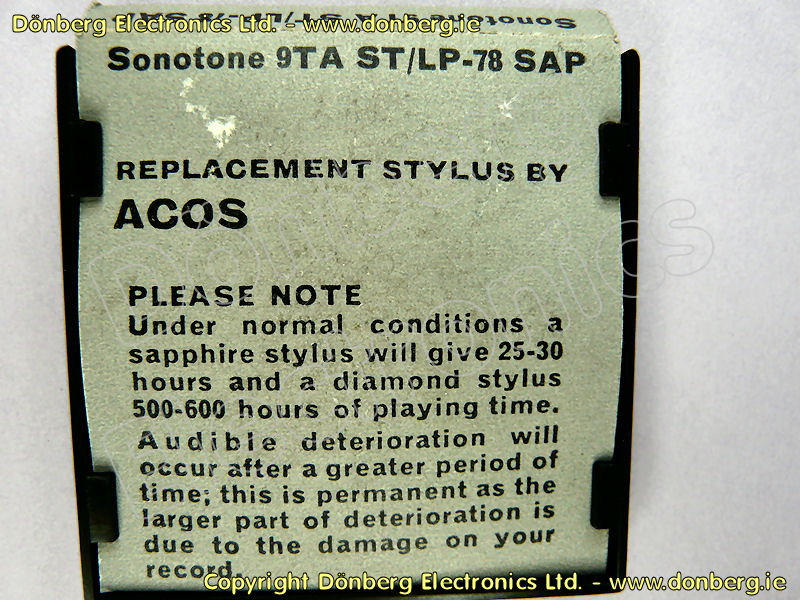 Dönberg Electronics Ltd. - www.donberg.ie
Sonotone 9TA ST/LP-78 SAP
REPLACEMENT STYLUS BY
ACOS
PLEASE NOTE
Under normal conditions a
sapphire stylus will give 25-30
hours and a diamond stylus
500-600 hours of playing time.
Audible deterioration will
occur after a greater period of
time; this is permanent as the
larger part of deterioration is
due to the damage on your
record.
Copyright Dönberg Electronics Ltd. - www.donberg.ie